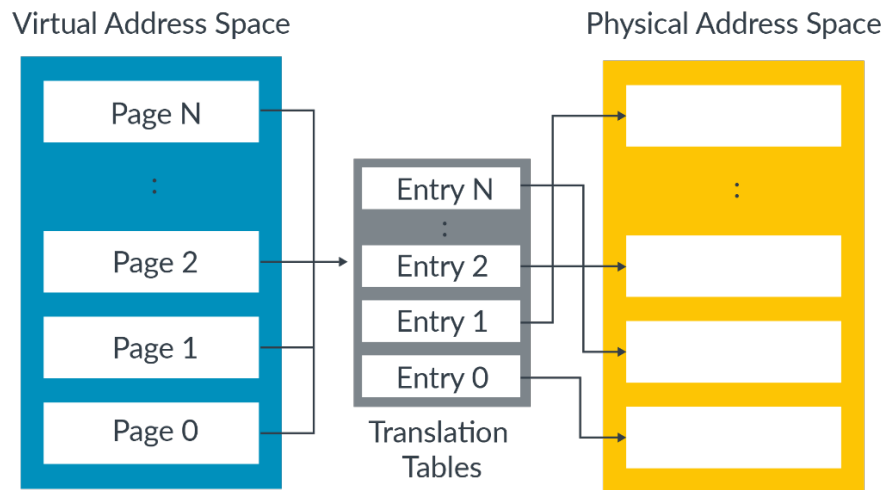 Virtual Address Space
Physical Address Space
Page N
:
Page 2
Page 1
Page 0
Entry N
:
Entry 2
Entry 1
Entry 0
Translation
Tables
: